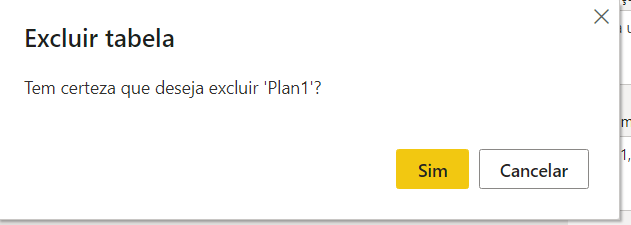 Excluir tabela
Tem certeza que deseja excluir 'Plan1'?
Sim
Cancelar